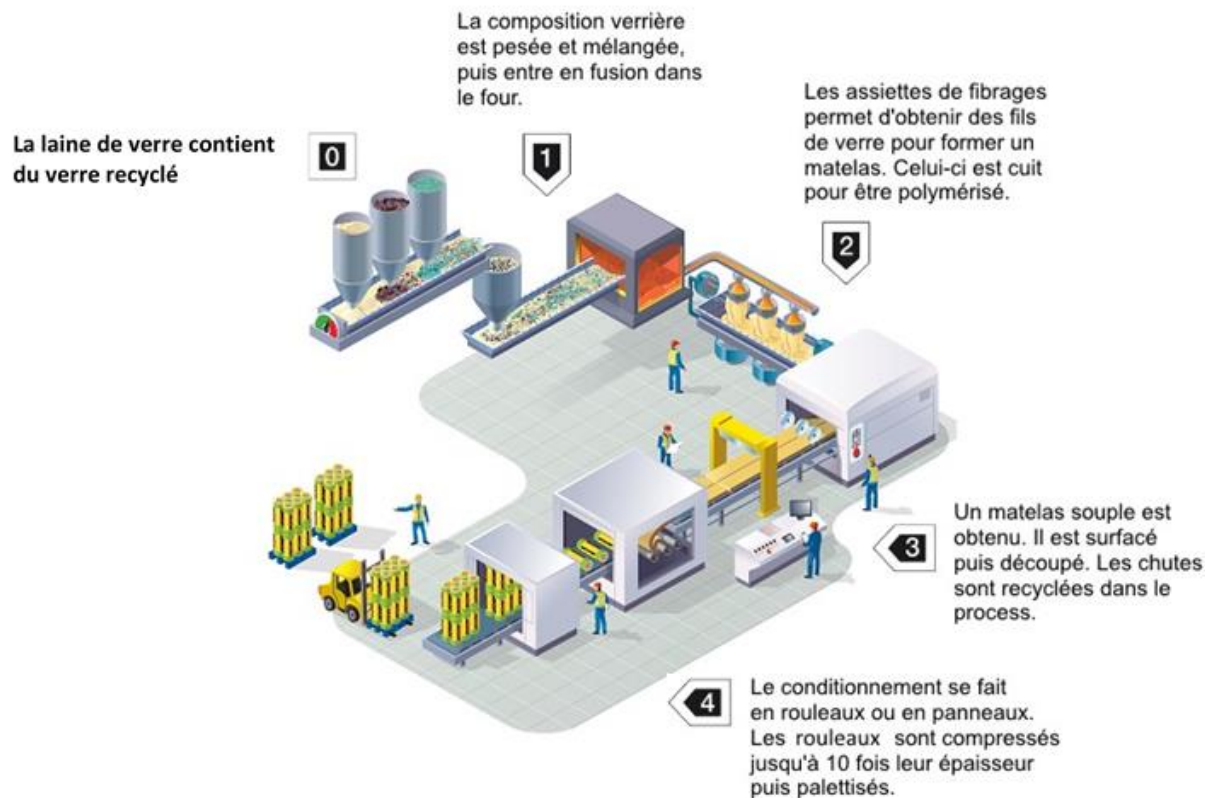 La laine de verre contient
du verre recyclé
0
La composition verrière
est pesée et mélangée,
puis entre en fusion dans
le four.
1
Les assiettes de fibrages
permet d'obtenir des fils
de verre pour former un
matelas. Celui-ci est cuit
pour être polymérisé.
2
3
Un matelas souple est
obtenu. Il est surfacé
puis découpé. Les chutes
sont recyclées dans le
process.
4
Le conditionnement se fait
en rouleaux ou en panneaux.
Les rouleaux sont compressés
jusqu'à 10 fois leur épaisseur
puis palettisés.